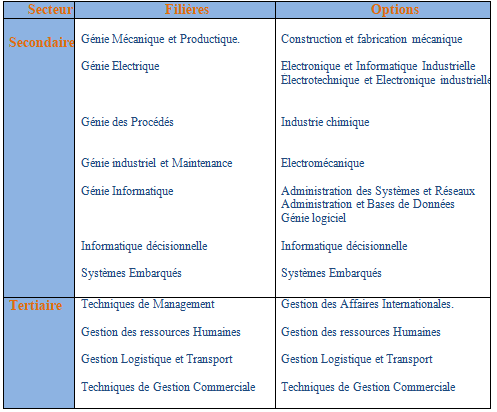 Secteur Filières Options
Secondaire Génie Mécanique et Productique. Construction et fabrication mécanique
Génie Electrique Electronique et Informatique Industrielle
Electrotechnique et Electronique industrielle
Génie des Procédés Industrie chimique
Génie industriel et Maintenance Electromécanique
Génie Informatique Administration des Systèmes et Réseaux
Administration et Bases de Données
Génie logiciel
Informatique décisionnelle Informatique décisionnelle
Systèmes Embarqués Systèmes Embarqués
Tertiaire Techniques de Management Gestion des Affaires Internationales.
Gestion des ressources Humaines Gestion des ressources Humaines
Gestion Logistique et Transport Gestion Logistique et Transport
Techniques de Gestion Commerciale Techniques de Gestion Commerciale